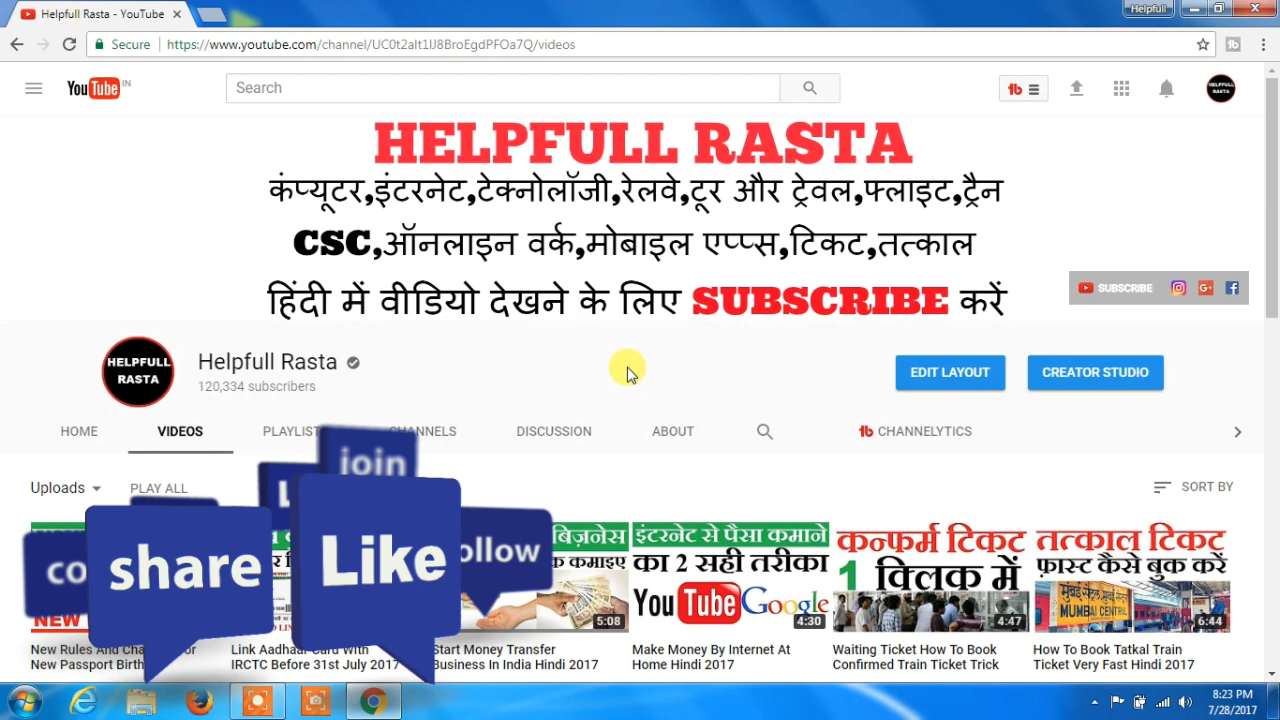 Helpfull Rasta - YouTube
Helpfull
Secure
https://www.youtube.com/channel/UC0t2aIt1IJ8BroEgdPFOa7Q/videos
YouTube IN
Search
HELPFULL RASTA
कंप्यूटर,इंटरनेट,टेक्नोलॉजी,रेलवे,टूर और ट्रेवल,फ्लाइट,ट्रैन
CSC,ऑनलाइन वर्क,मोबाइल एप्प्स,टिकट,तत्काल
हिंदी में वीडियो देखने के लिए SUBSCRIBE करें
SUBSCRIBE
HELPFULL RASTA
Helpfull Rasta
120,334 subscribers
EDIT LAYOUT
CREATOR STUDIO
HOME
VIDEOS
CHANNELS
DISCUSSION
ABOUT
CHANNELYTICS
join
Uploads
PLAY ALL
SORT BY
share
Like
ollow
बिज़नेस
कमाइए
5:08
इंटरनेट से पैसा कमाने
का 2 सही तरीका
YouTube Google
4:30
कन्फर्म टिकट
1 क्लिक में
4:47
तत्काल टिकट
फ़ास्ट कैसे बुक करें
MUMBAI CENTRAL
6:44
NEW
New Rules And
New Passport Birth
Link Aadhaar Card With
IRCTC Before 31st July 2017
Start Money Transfer
Business In India Hindi 2017
Make Money By Internet At
Home Hindi 2017
Waiting Ticket How To Book
Confirmed Train Ticket Trick
How To Book Tatkal Train
Ticket Very Fast Hindi 2017
8:23 PM
7/28/2017